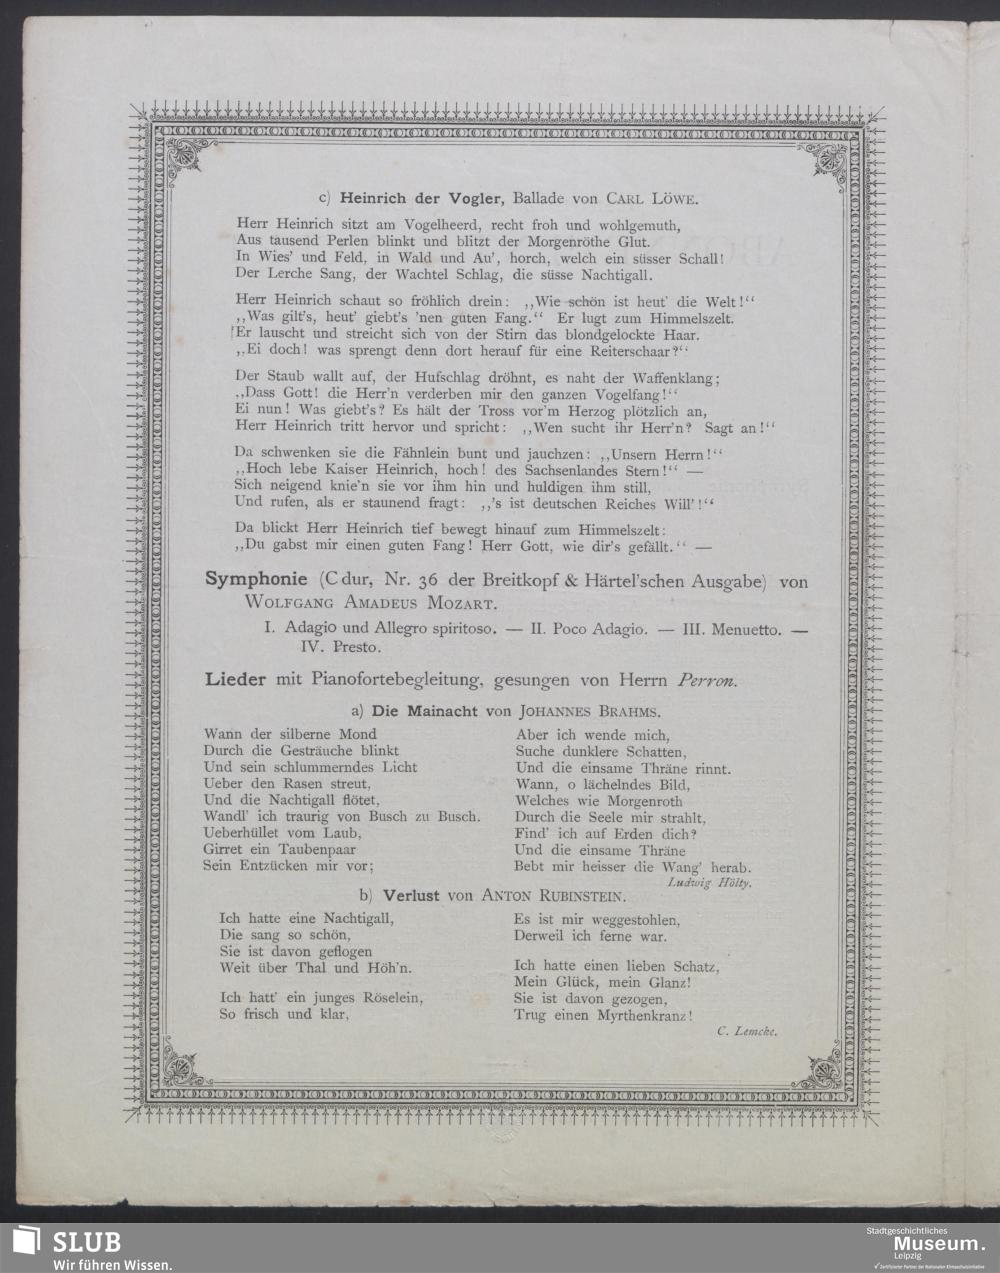 c) Heinrich der Vogler, Ballade von CARL LÖWE.
Herr Heinrich sitzt am Vogelheerd, recht froh und wohlgemuth,
Aus tausend Perlen blinkt und blitzt der Morgenröthe Glut.
In Wies' und Feld, in Wald und Au', horch, welch ein süsser Schall!
Der Lerche Sang, der Wachtel Schlag, die süsse Nachtigall.
Herr Heinrich schaut so fröhlich drein: ,,Wie schön ist heut' die Welt!“
,,Was gilt's, heut' giebt's 'nen guten Fang.“ Er lugt zum Himmelszelt.
Er lauscht und streicht sich von der Stirn das blondgelockte Haar.
,,Ei doch! was sprengt denn dort herauf für eine Reiterschaar?“
Der Staub wallt auf, der Hufschlag dröhnt, es naht der Waffenklang;
,,Dass Gott! die Herr'n verderben mir den ganzen Vogelfang!“
Ei nun! Was giebt's? Es hält der Tross vor'm Herzog plötzlich an,
Herr Heinrich tritt hervor und spricht: ,,Wen sucht ihr Herr'n? Sagt an!“
Da schwenken sie die Fähnlein bunt und jauchzen: ,,Unsern Herrn!“
,,Hoch lebe Kaiser Heinrich, hoch! des Sachsenlandes Stern!“ —
Sich neigend knie'n sie vor ihm hin und huldigen ihm still,
Und rufen, als er staunend fragt: ,,'s ist deutschen Reiches Will'!“
Da blickt Herr Heinrich tief bewegt hinauf zum Himmelszelt:
,,Du gabst mir einen guten Fang! Herr Gott, wie dir's gefällt.“ —
Symphonie (C dur, Nr. 36 der Breitkopf & Härtel'schen Ausgabe) von
WOLFGANG AMADEUS MOZART.
I. Adagio und Allegro spiritoso. — II. Poco Adagio. — III. Menuetto. —
IV. Presto.
Lieder mit Pianofortebegleitung, gesungen von Herrn Perron.
a) Die Mainacht von JOHANNES BRAHMS.
Wann der silberne Mond
Durch die Gesträuche blinkt
Und sein schlummerndes Licht
Ueber den Rasen streut,
Und die Nachtigall flötet,
Wandl' ich traurig von Busch zu Busch.
Ueberhüllet vom Laub,
Girret ein Taubenpaar
Sein Entzücken mir vor;
Aber ich wende mich,
Suche dunklere Schatten,
Und die einsame Thräne rinnt.
Wann, o lächelndes Bild,
Welches wie Morgenroth
Durch die Seele mir strahlt,
Find' ich auf Erden dich?
Und die einsame Thräne
Bebt mir heisser die Wang' herab.
Ludwig Hölty.
b) Verlust von ANTON RUBINSTEIN.
Ich hatte eine Nachtigall,
Die sang so schön,
Sie ist davon geflogen
Weit über Thal und Höh'n.
Ich hatt' ein junges Röselein,
So frisch und klar,
Es ist mir weggestohlen,
Derweil ich ferne war.
Ich hatte einen lieben Schatz,
Mein Glück, mein Glanz!
Sie ist davon gezogen,
Trug einen Myrthenkranz!
C. Lemcke.
SLUB
Wir führen Wissen.
Stadtgeschichtliches
Museum.
Leipzig
Zertifizierter Partner der Nationalen Klimaschutzinitiative